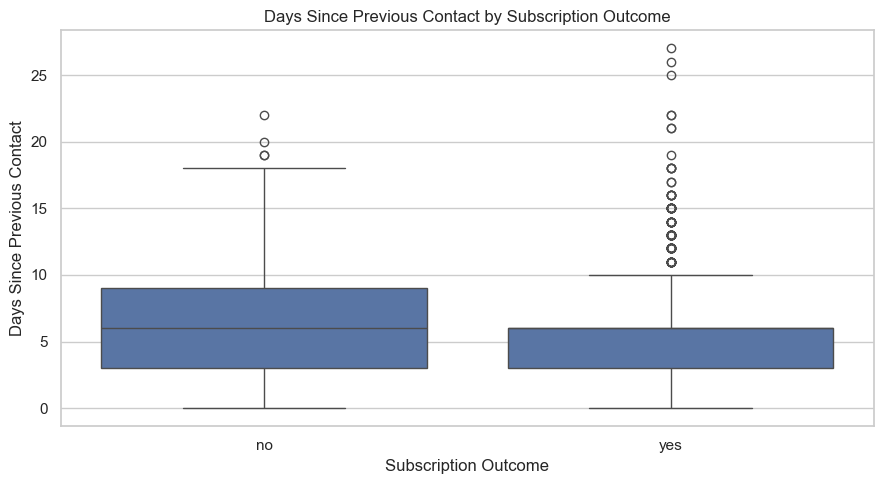 Days Since Previous Contact by Subscription Outcome
Days Since Previous Contact
25
20
15
10
5
0
no yes
Subscription Outcome